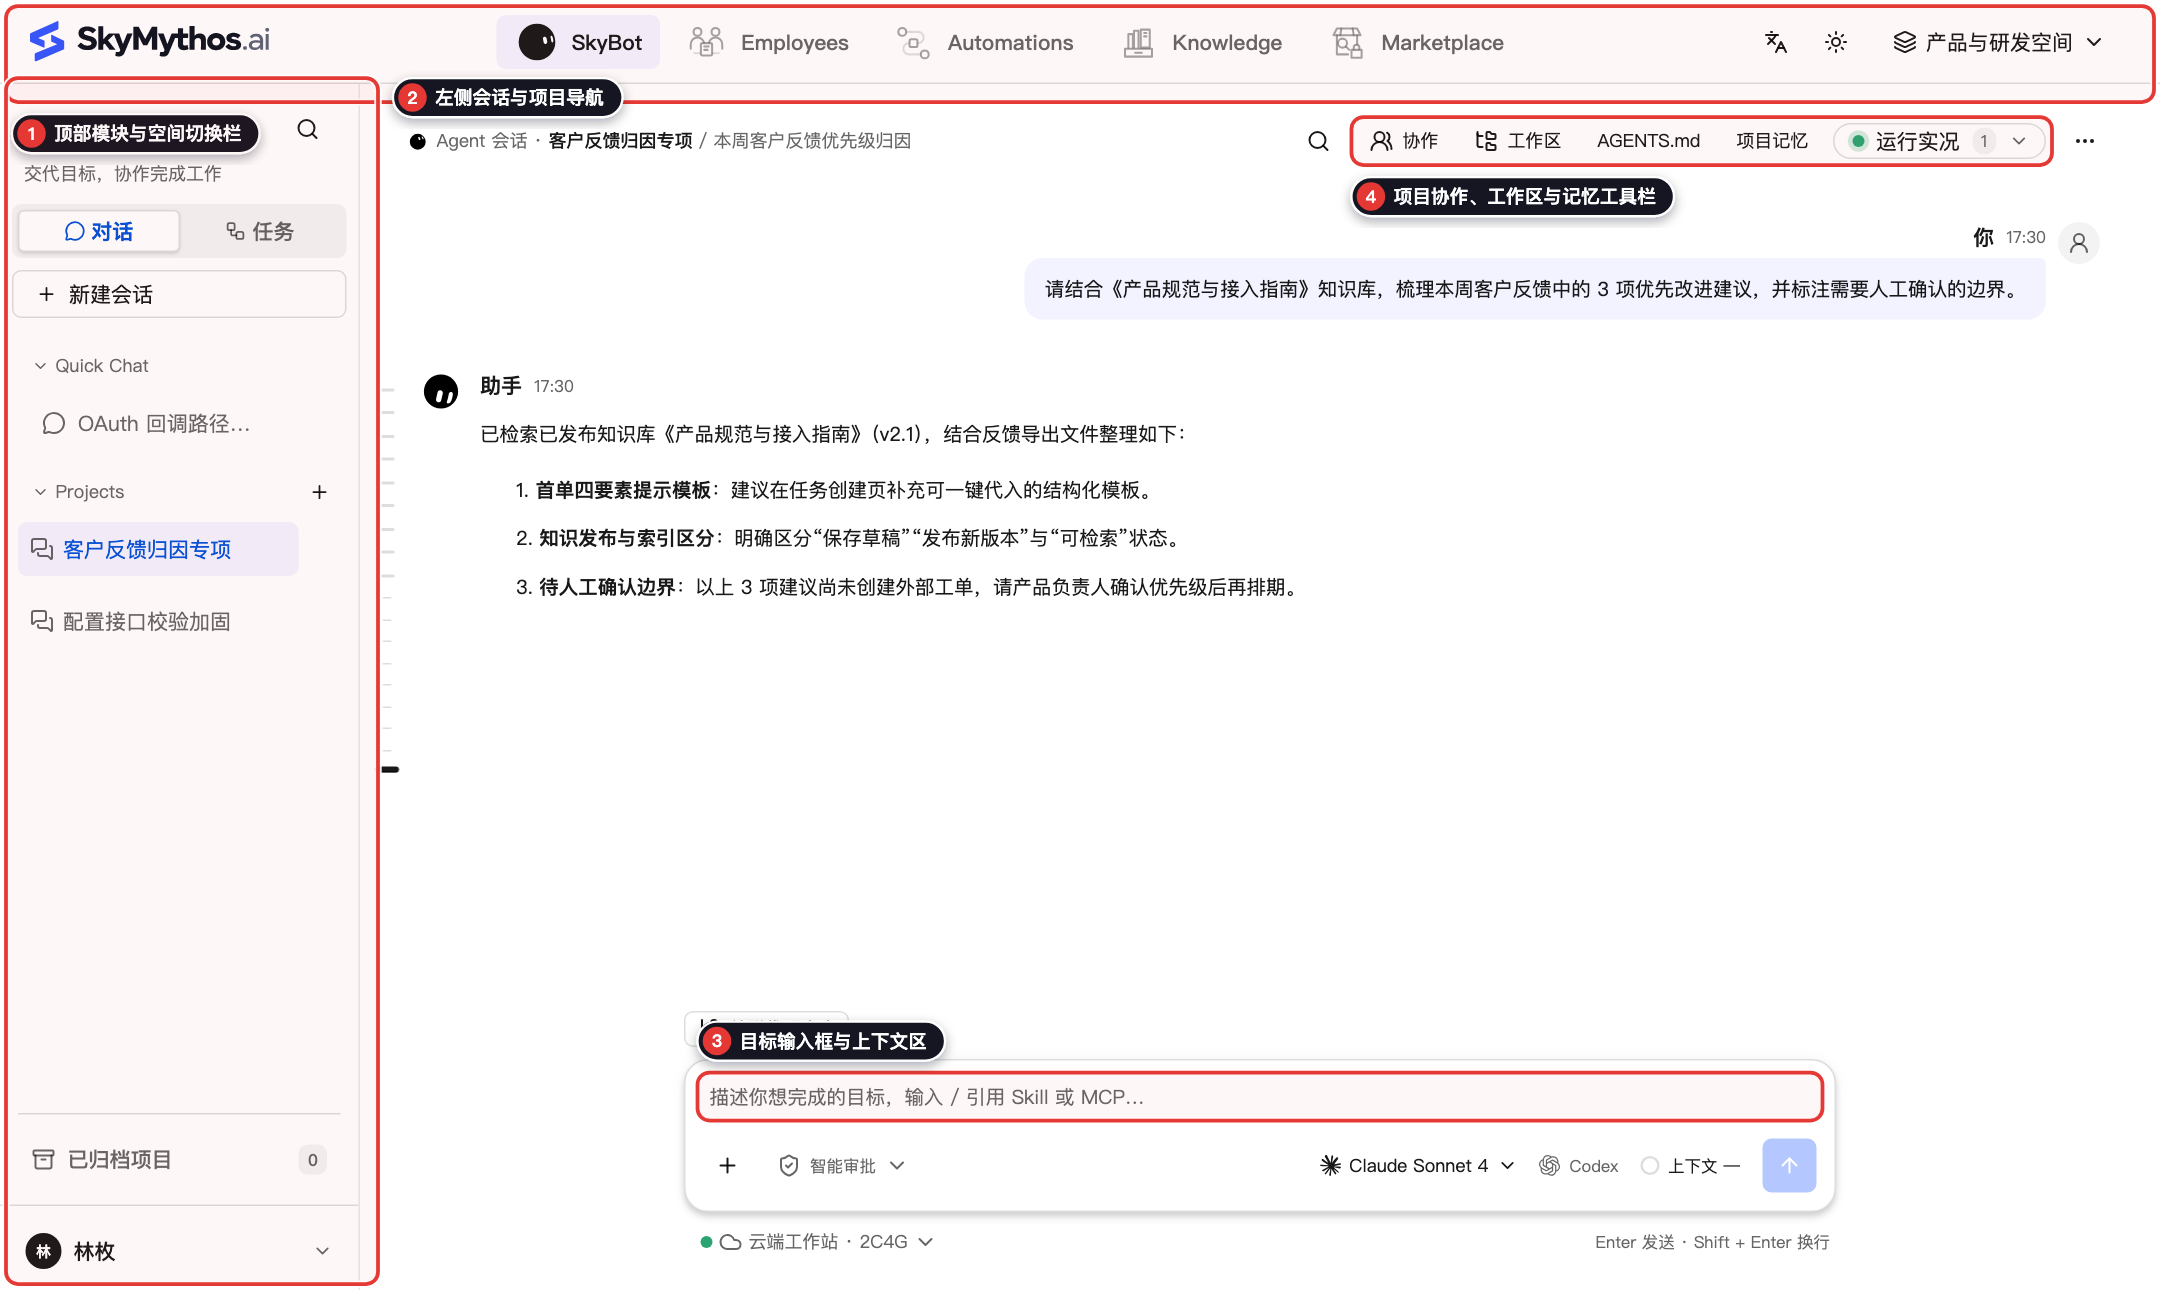 SkyMythos.ai
SkyBot
Employees
Automations
Knowledge
Marketplace
产品与研发空间
1 顶部模块与空间切换栏
2 左侧会话与项目导航
交代目标，协作完成工作
对话
任务
新建会话
Quick Chat
OAuth 回调路径...
Projects
客户反馈归因专项
配置接口校验加固
已归档项目 0
林 林枚
Agent 会话 · 客户反馈归因专项 / 本周客户反馈优先级归因
协作
工作区
AGENTS.md
项目记忆
运行实况 1
4 项目协作、工作区与记忆工具栏
你 17:30
请结合《产品规范与接入指南》知识库，梳理本周客户反馈中的 3 项优先改进建议，并标注需要人工确认的边界。
助手 17:30
已检索已发布知识库《产品规范与接入指南》（v2.1），结合反馈导出文件整理如下：
1. 首单四要素提示模板：建议在任务创建页补充可一键代入的结构化模板。
2. 知识发布与索引区分：明确区分“保存草稿”“发布新版本”与“可检索”状态。
3. 待人工确认边界：以上 3 项建议尚未创建外部工单，请产品负责人确认优先级后再排期。
3 目标输入框与上下文区
描述你想完成的目标，输入 / 引用 Skill 或 MCP...
智能审批
Claude Sonnet 4
Codex
上下文 —
云端工作站 · 2C4G
Enter 发送 · Shift + Enter 换行